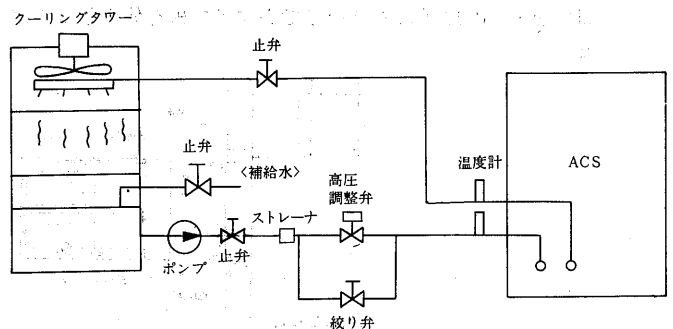 クーリングタワー
止弁
止弁
〈補給水〉
温度計
ACS
高圧
調整弁
ストレーナ
止弁
ポンプ
絞り弁